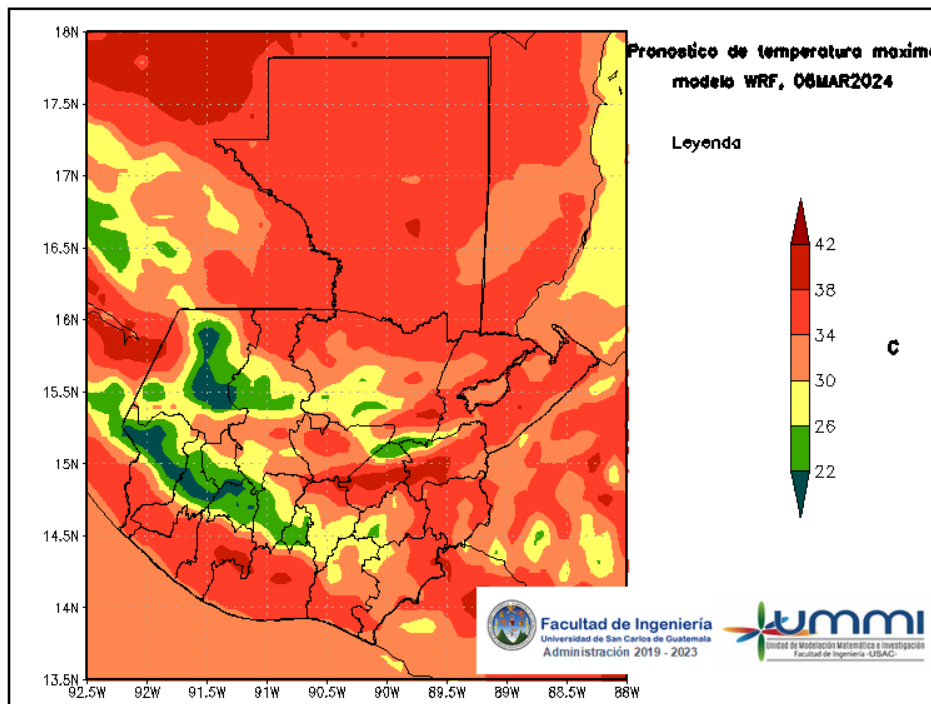 Pronostico de temperatura maxima
modelo WRF, 06MAR2024
Leyenda
42
38
34
30
26
22
C
18N
17.5N
17N
16.5N
16N
15.5N
15N
14.5N
14N
13.5N
92.5W 92W 91.5W 91W 90.5W 90W 89.5W 89W 88.5W 88W
Facultad de Ingeniería
Universidad de San Carlos de Guatemala
Administración 2019 - 2023
UMMI
Unidad de Modelación Matemática e Investigación
Facultad de Ingeniería -USAC-